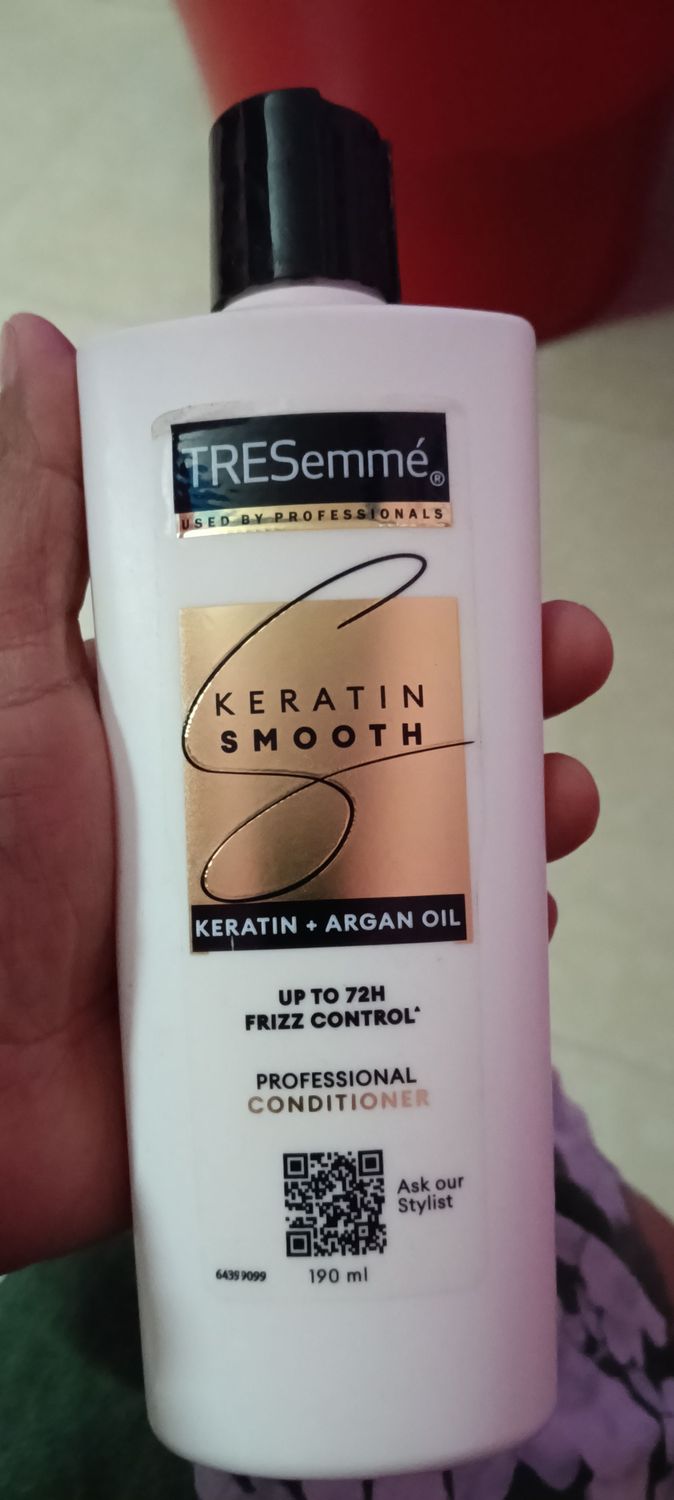 TRESemmé®
USED BY PROFESSIONALS
KERATIN
SMOOTH
KERATIN + ARGAN OIL
UP TO 72H
FRIZZ CONTROL^
PROFESSIONAL
CONDITIONER
Ask our
Stylist
64399099
190 ml